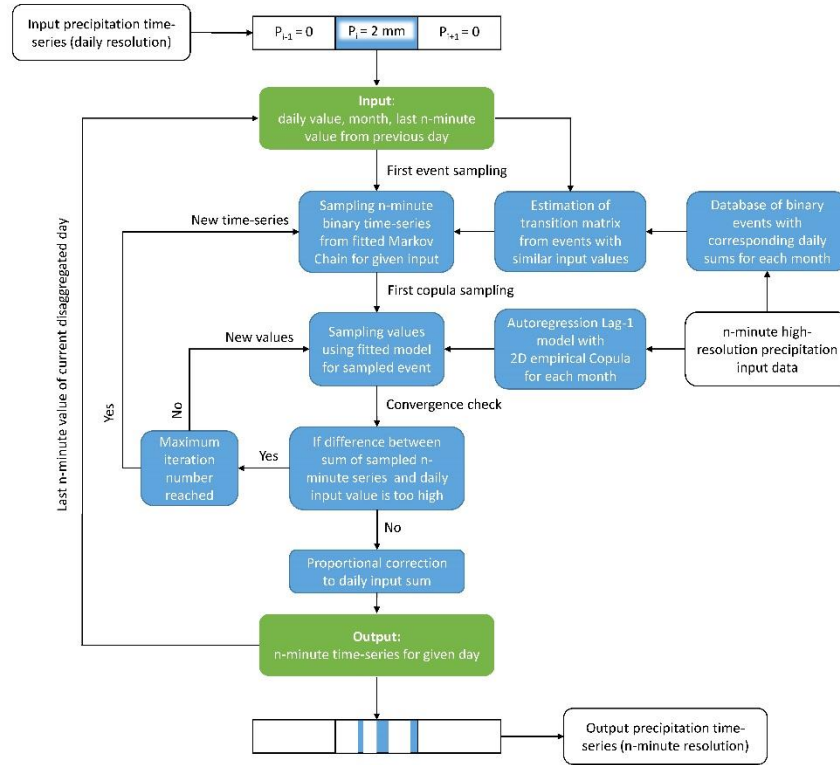 Input precipitation time-
series (daily resolution)
Pi-1 = 0
Pi = 2 mm
Pi+1 = 0
Input:
daily value, month, last n-minute
value from previous day
First event sampling
New time-series
Sampling n-minute
binary time-series
from fitted Markov
Chain for given input
Estimation of
transition matrix
from events with
similar input values
Database of binary
events with
corresponding daily
sums for each month
First copula sampling
New values
Sampling values
using fitted model
for sampled event
Autoregression Lag-1
model with
2D empirical Copula
for each month
n-minute high-
resolution precipitation
input data
Convergence check
Yes
No
Maximum
iteration
number
reached
Yes
If difference between
sum of sampled n-
minute series and daily
input value is too high
No
Proportional correction
to daily input sum
Last n-minute value of current disaggregated day
Output:
n-minute time-series for given day
Output precipitation time-
series (n-minute resolution)